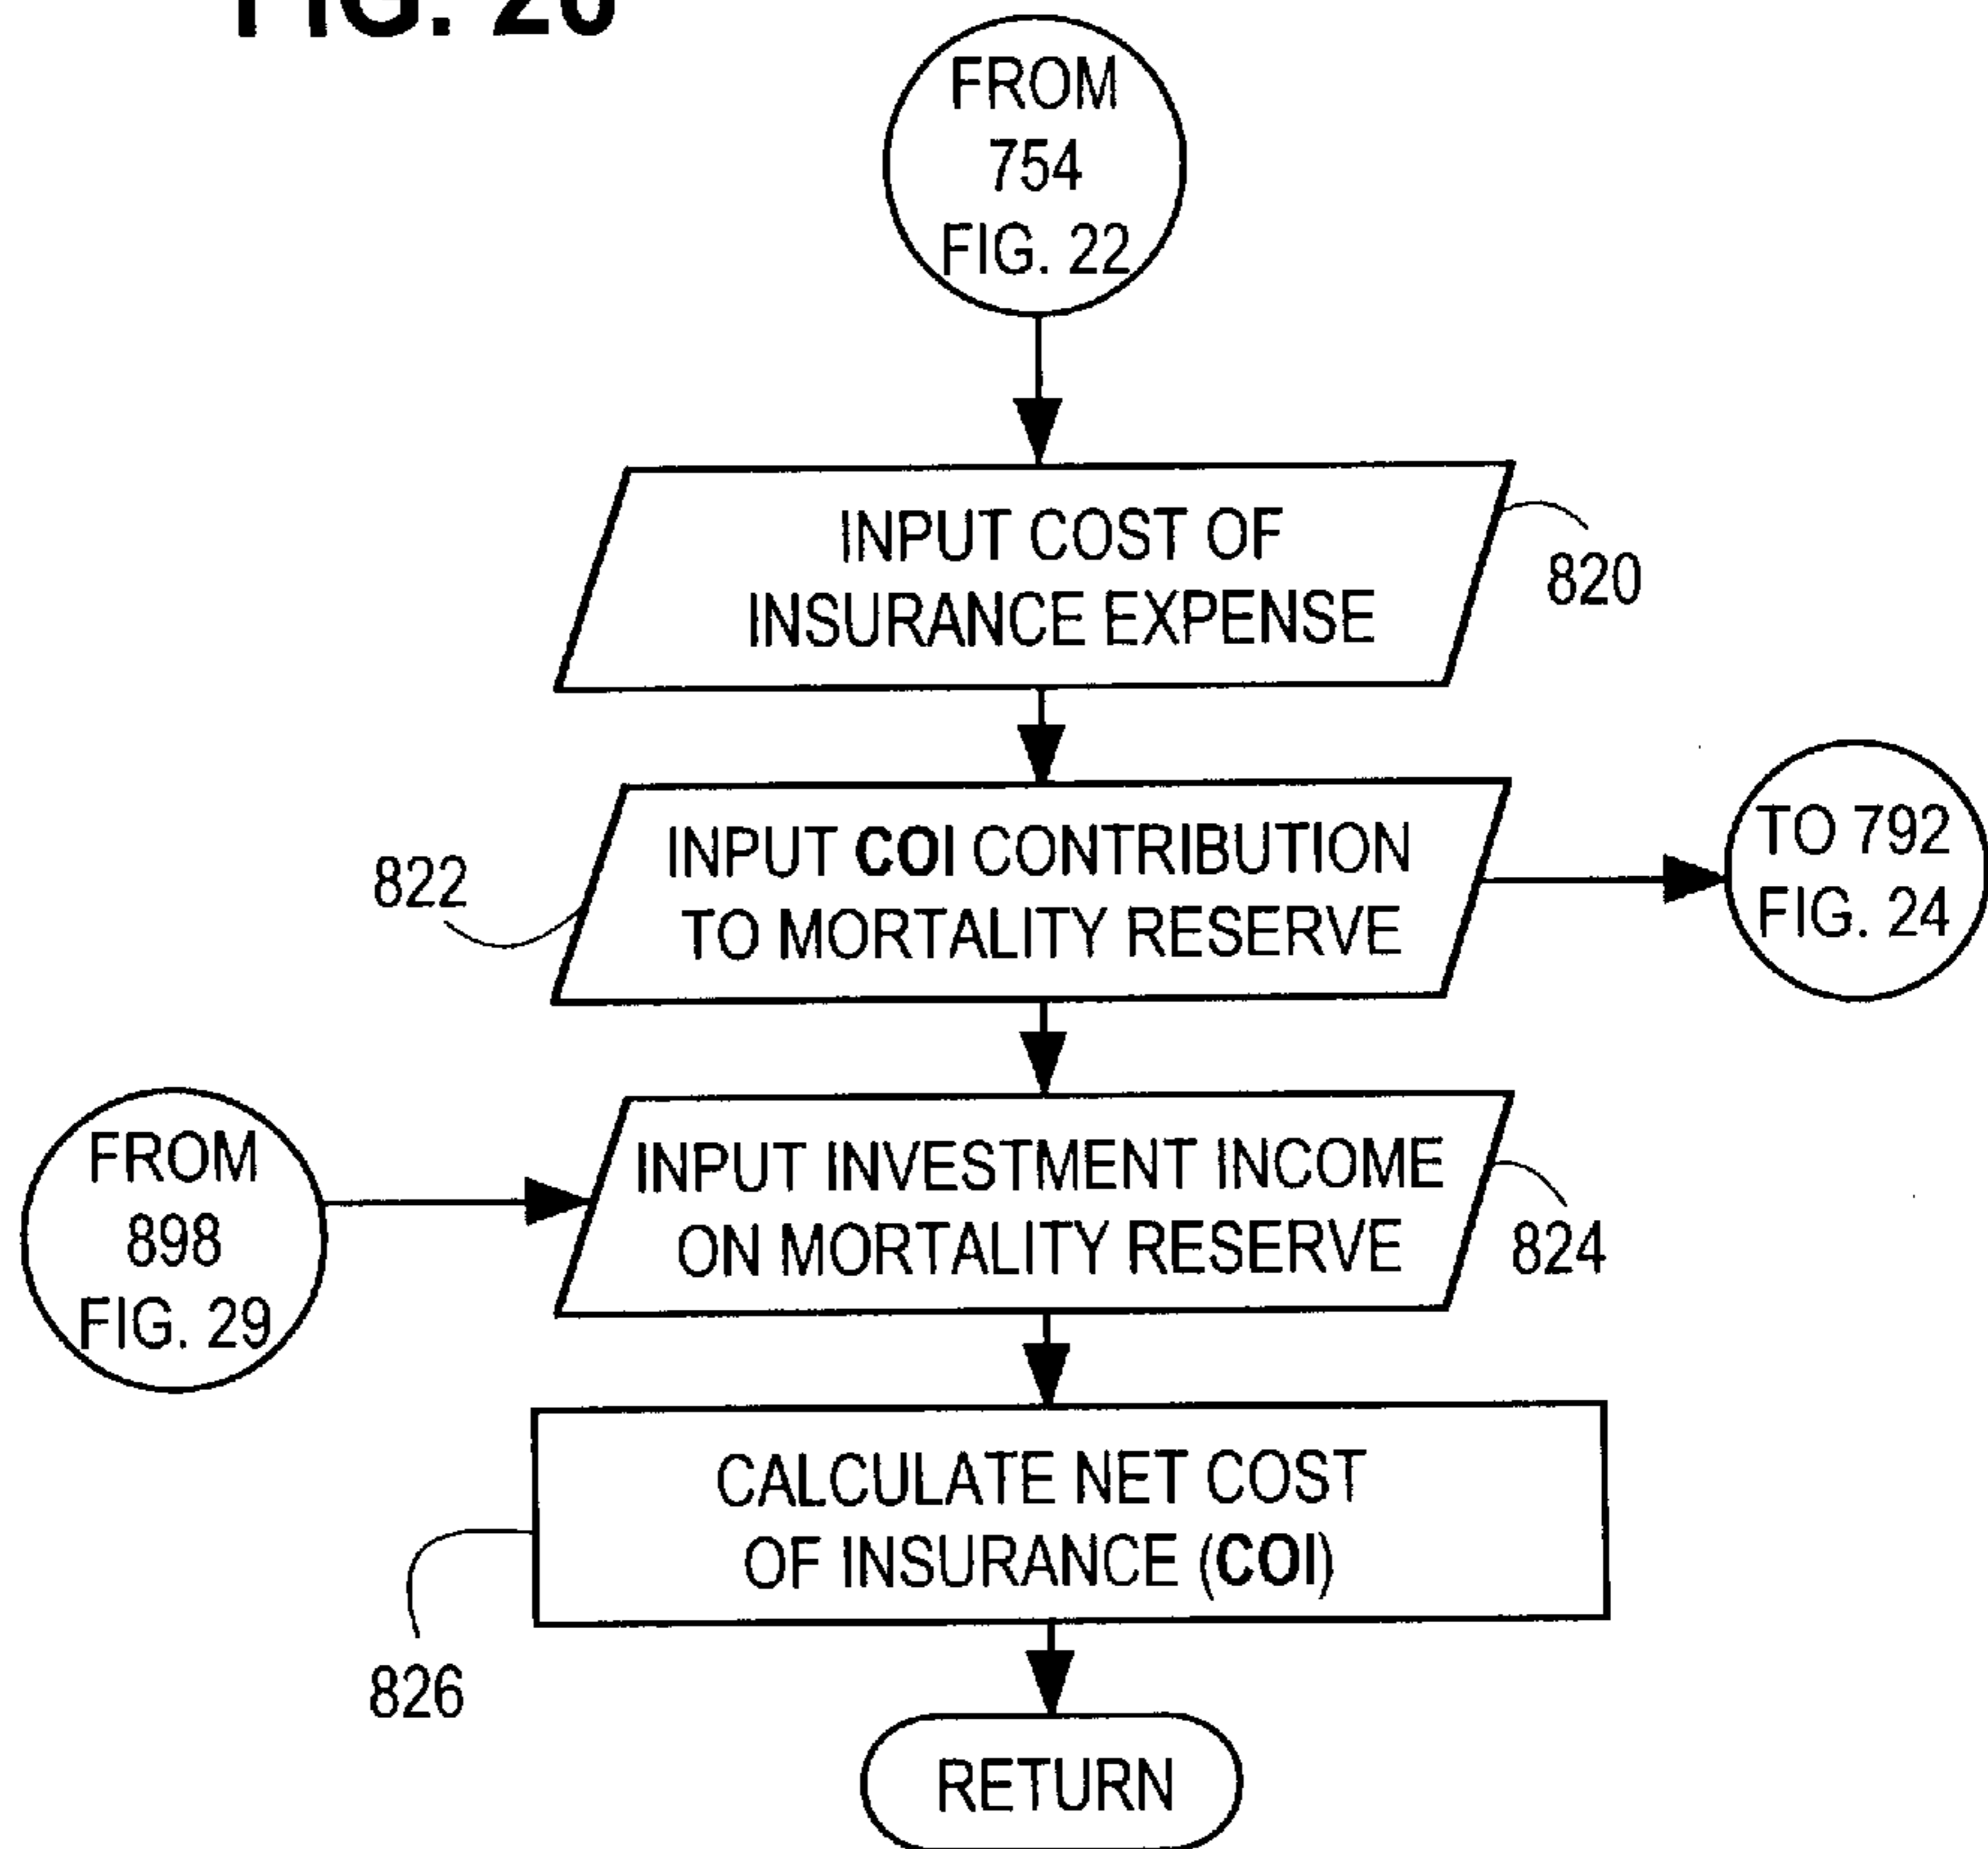 FIG. 26
FROM
754
FIG. 22
INPUT COST OF
INSURANCE EXPENSE
820
INPUT COI CONTRIBUTION
TO MORTALITY RESERVE
822
TO 792
FIG. 24
FROM
898
FIG. 29
INPUT INVESTMENT INCOME
ON MORTALITY RESERVE
824
CALCULATE NET COST
OF INSURANCE (COI)
826
RETURN